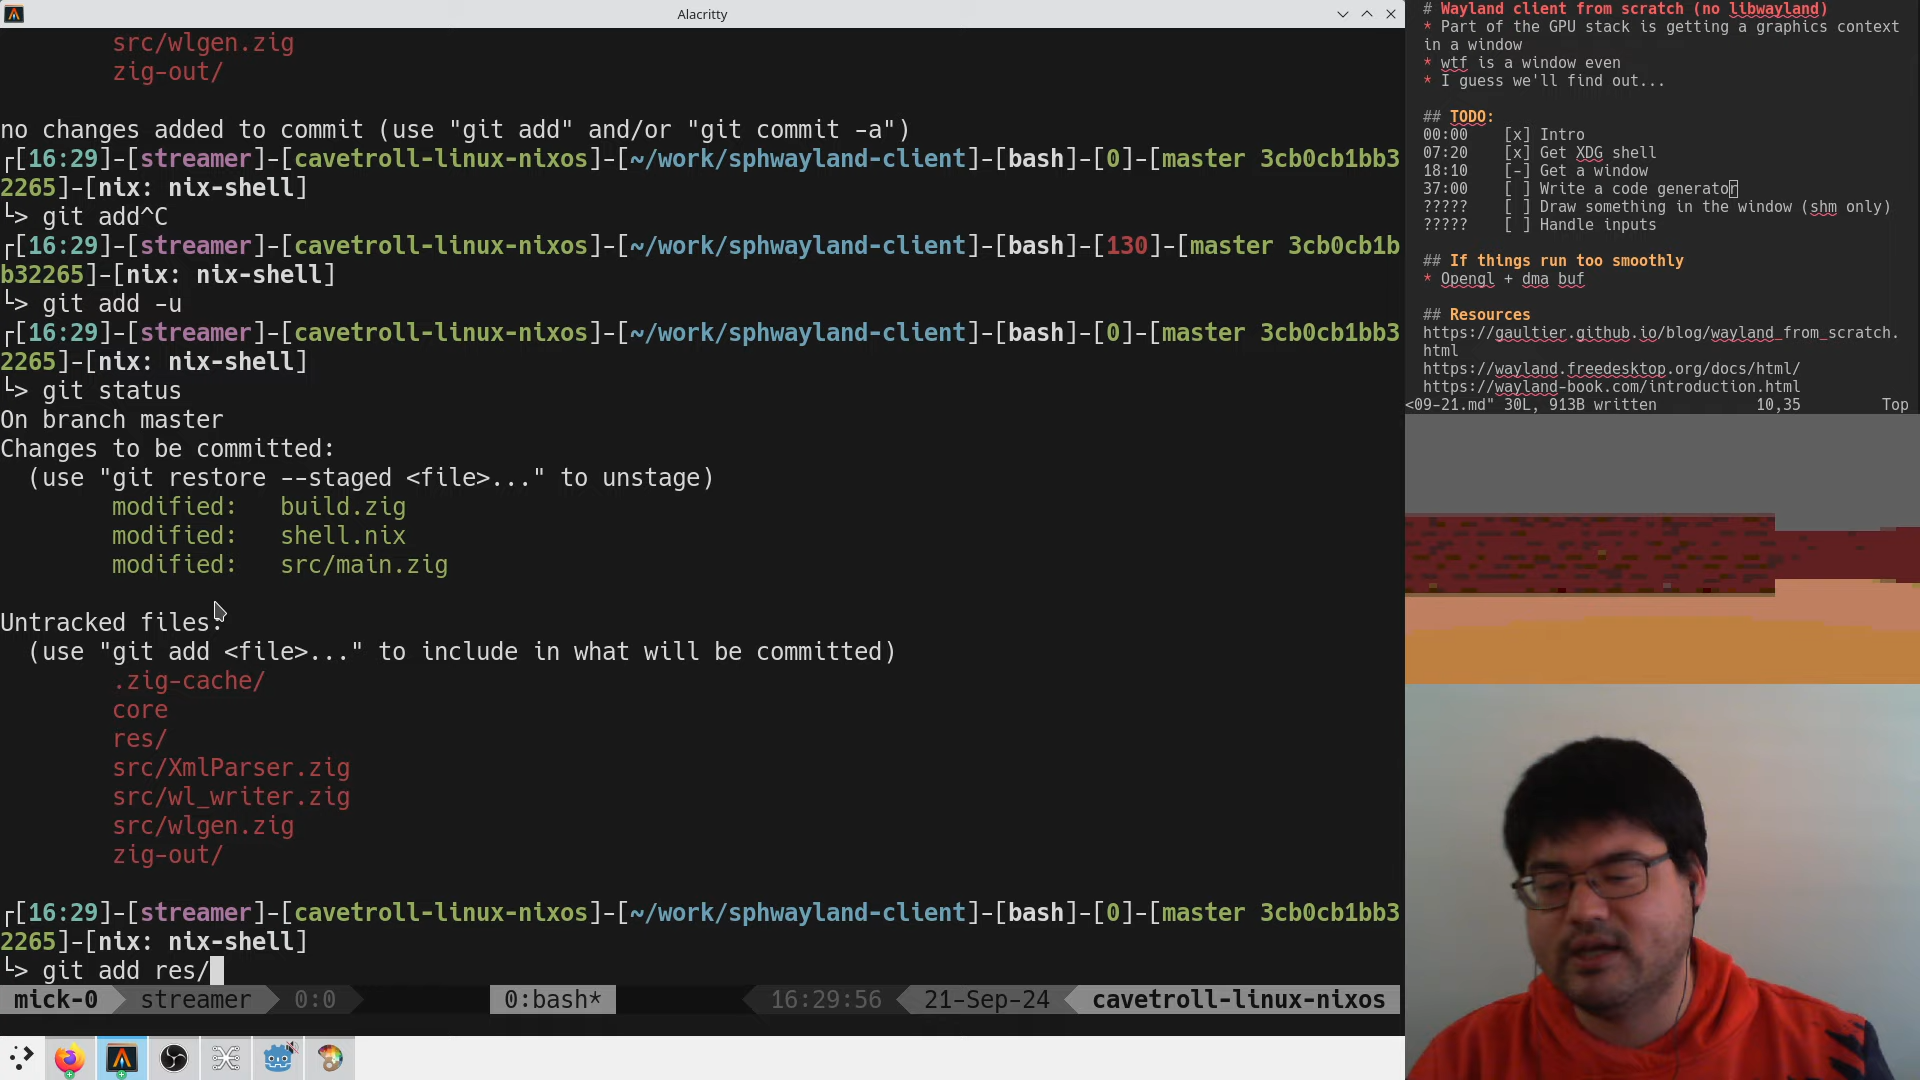 Alacritty
src/wlgen.zig
zig-out/
no changes added to commit (use "git add" and/or "git commit -a")
┌[16:29]-[streamer]-[cavetroll-linux-nixos]-[~/work/sphwayland-client]-[bash]-[0]-[master 3cb0cb1bb3
2265]-[nix: nix-shell]
└> git add^C
┌[16:29]-[streamer]-[cavetroll-linux-nixos]-[~/work/sphwayland-client]-[bash]-[130]-[master 3cb0cb1b
b32265]-[nix: nix-shell]
└> git add -u
┌[16:29]-[streamer]-[cavetroll-linux-nixos]-[~/work/sphwayland-client]-[bash]-[0]-[master 3cb0cb1bb3
2265]-[nix: nix-shell]
└> git status
On branch master
Changes to be committed:
(use "git restore --staged <file>..." to unstage)
modified:   build.zig
modified:   shell.nix
modified:   src/main.zig
Untracked files:
(use "git add <file>..." to include in what will be committed)
.zig-cache/
core
res/
src/XmlParser.zig
src/wl_writer.zig
src/wlgen.zig
zig-out/
┌[16:29]-[streamer]-[cavetroll-linux-nixos]-[~/work/sphwayland-client]-[bash]-[0]-[master 3cb0cb1bb3
2265]-[nix: nix-shell]
└> git add res/
mick-0 streamer 0:0 0:bash* 16:29:56 21-Sep-24 cavetroll-linux-nixos
# Wayland client from scratch (no libwayland)
* Part of the GPU stack is getting a graphics context
in a window
* wtf is a window even
* I guess we'll find out...
## TODO:
00:00    [x] Intro
07:20    [x] Get XDG shell
18:10    [-] Get a window
37:00    [ ] Write a code generator
?????    [ ] Draw something in the window (shm only)
?????    [ ] Handle inputs
## If things run too smoothly
* Opengl + dma buf
## Resources
https://gaultier.github.io/blog/wayland_from_scratch.
html
https://wayland.freedesktop.org/docs/html/
https://wayland-book.com/introduction.html
<09-21.md" 30L, 913B written 10,35 Top